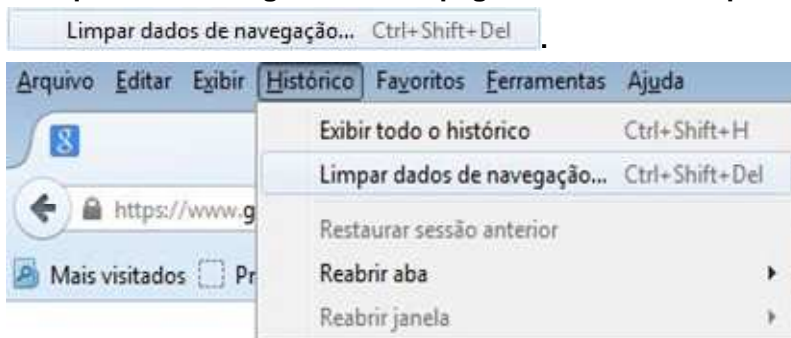 Limpar dados de navegação... Ctrl+Shift+Del .
Arquivo Editar Exibir Histórico Favoritos Ferramentas Ajuda
Exibir todo o histórico Ctrl+Shift+H
Limpar dados de navegação... Ctrl+Shift+Del
https://www.g
Restaurar sessão anterior
Mais visitados Pr
Reabrir aba
Reabrir janela